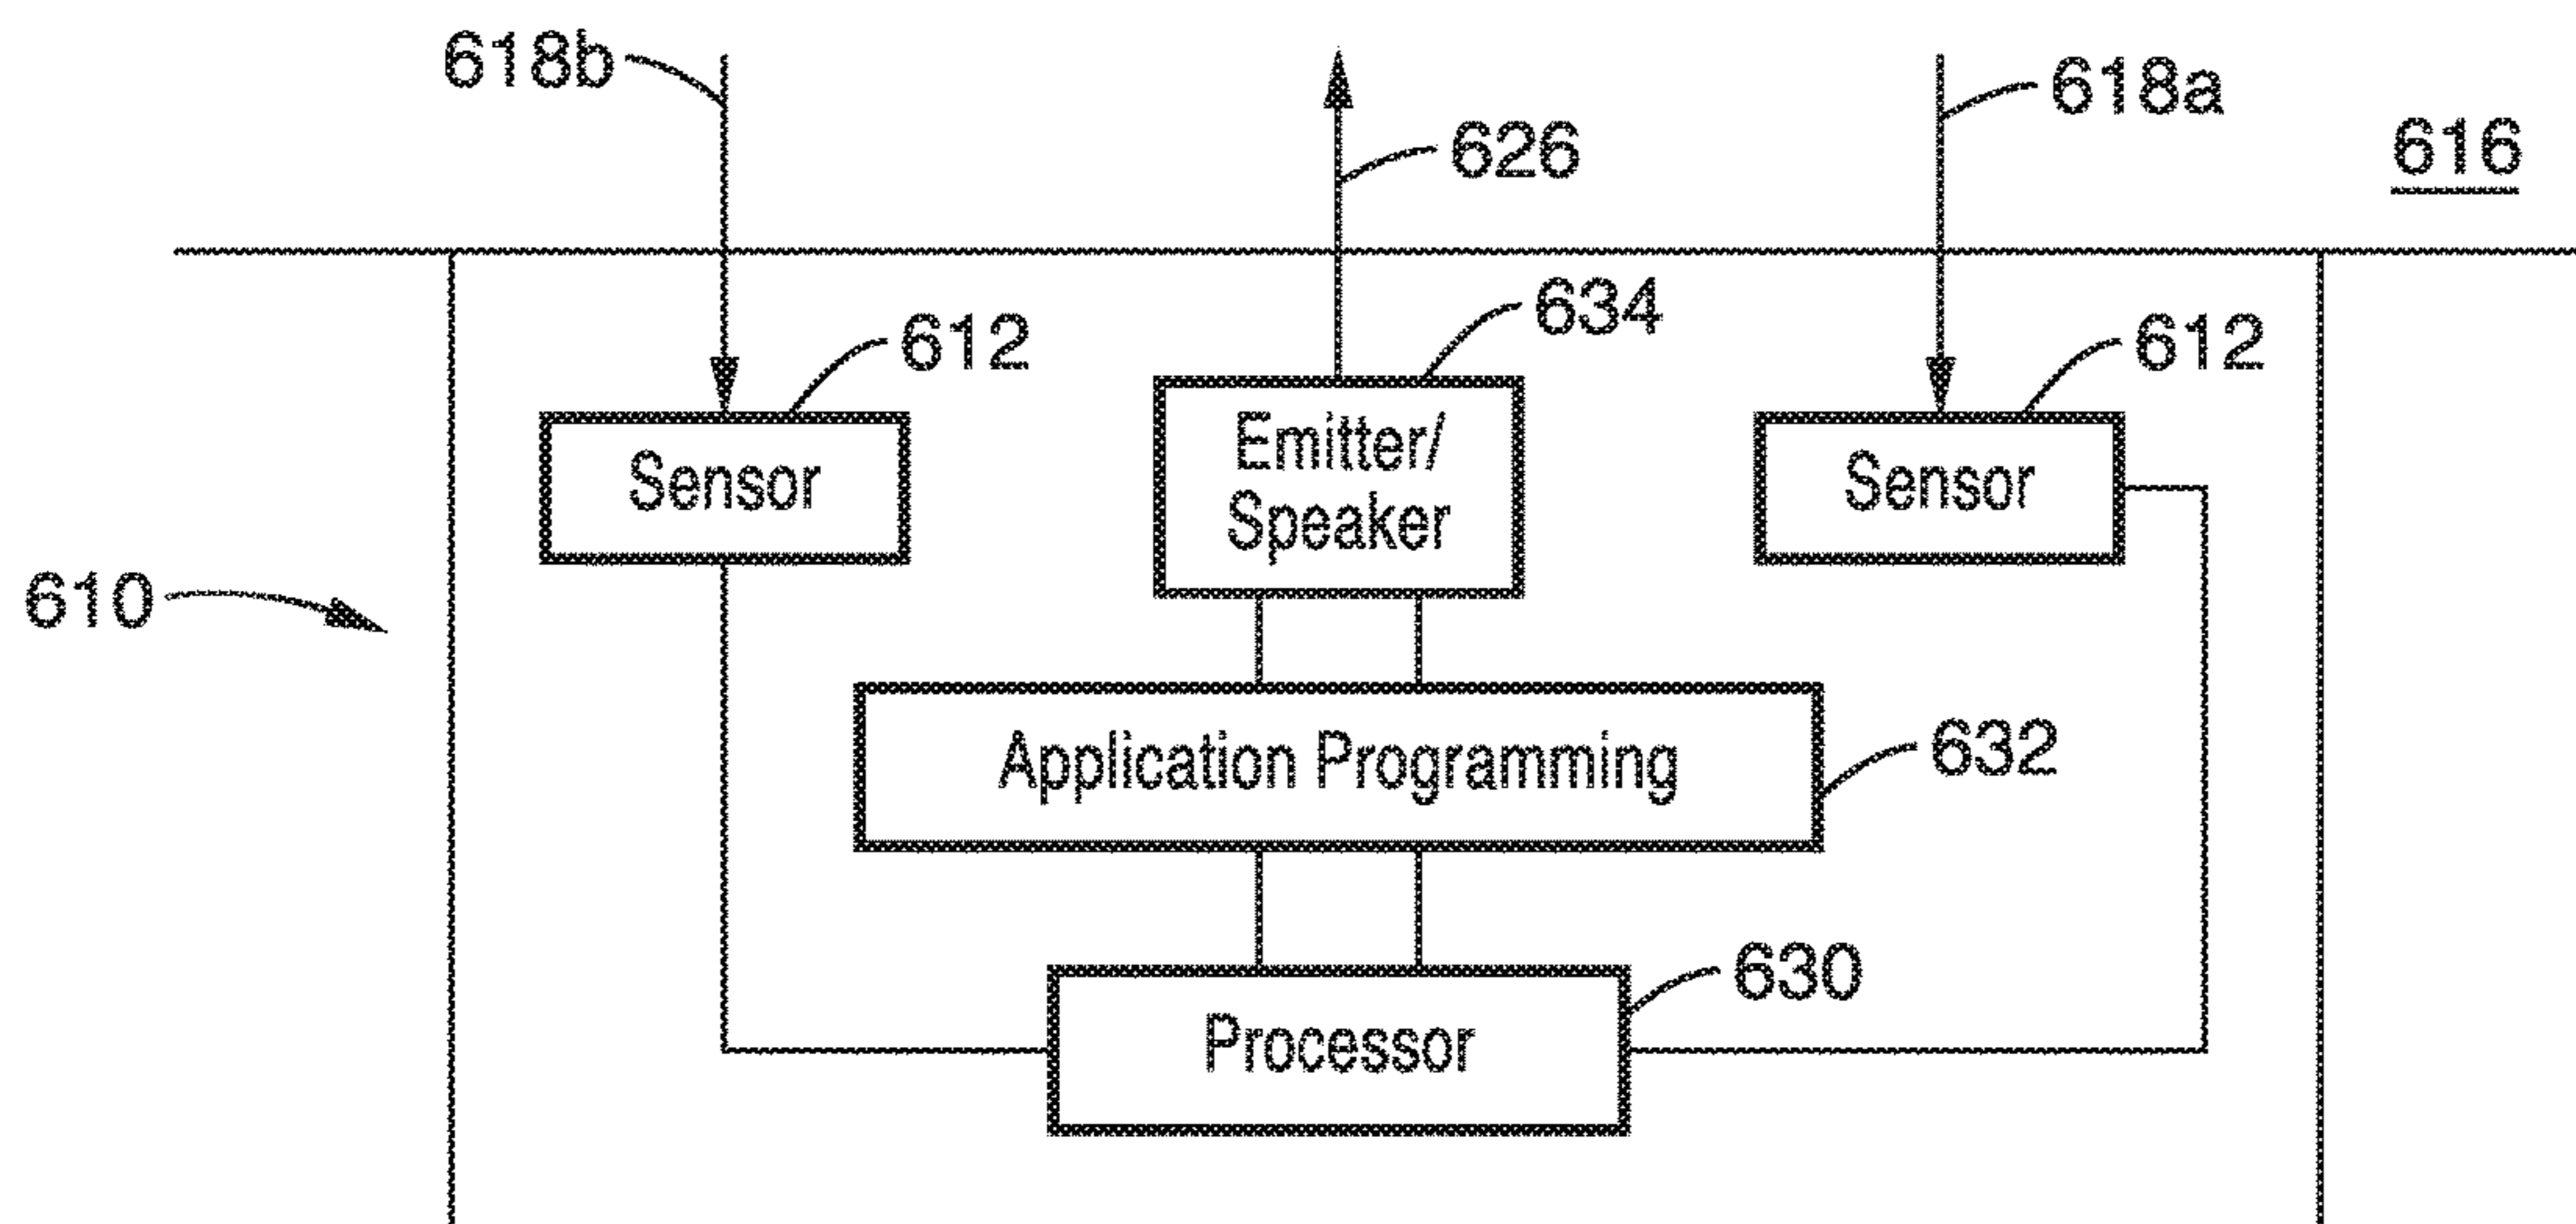 618b
618a
626
616
634
612
612
Emitter/
Speaker
Sensor
Sensor
610
Application Programming
632
630
Processor